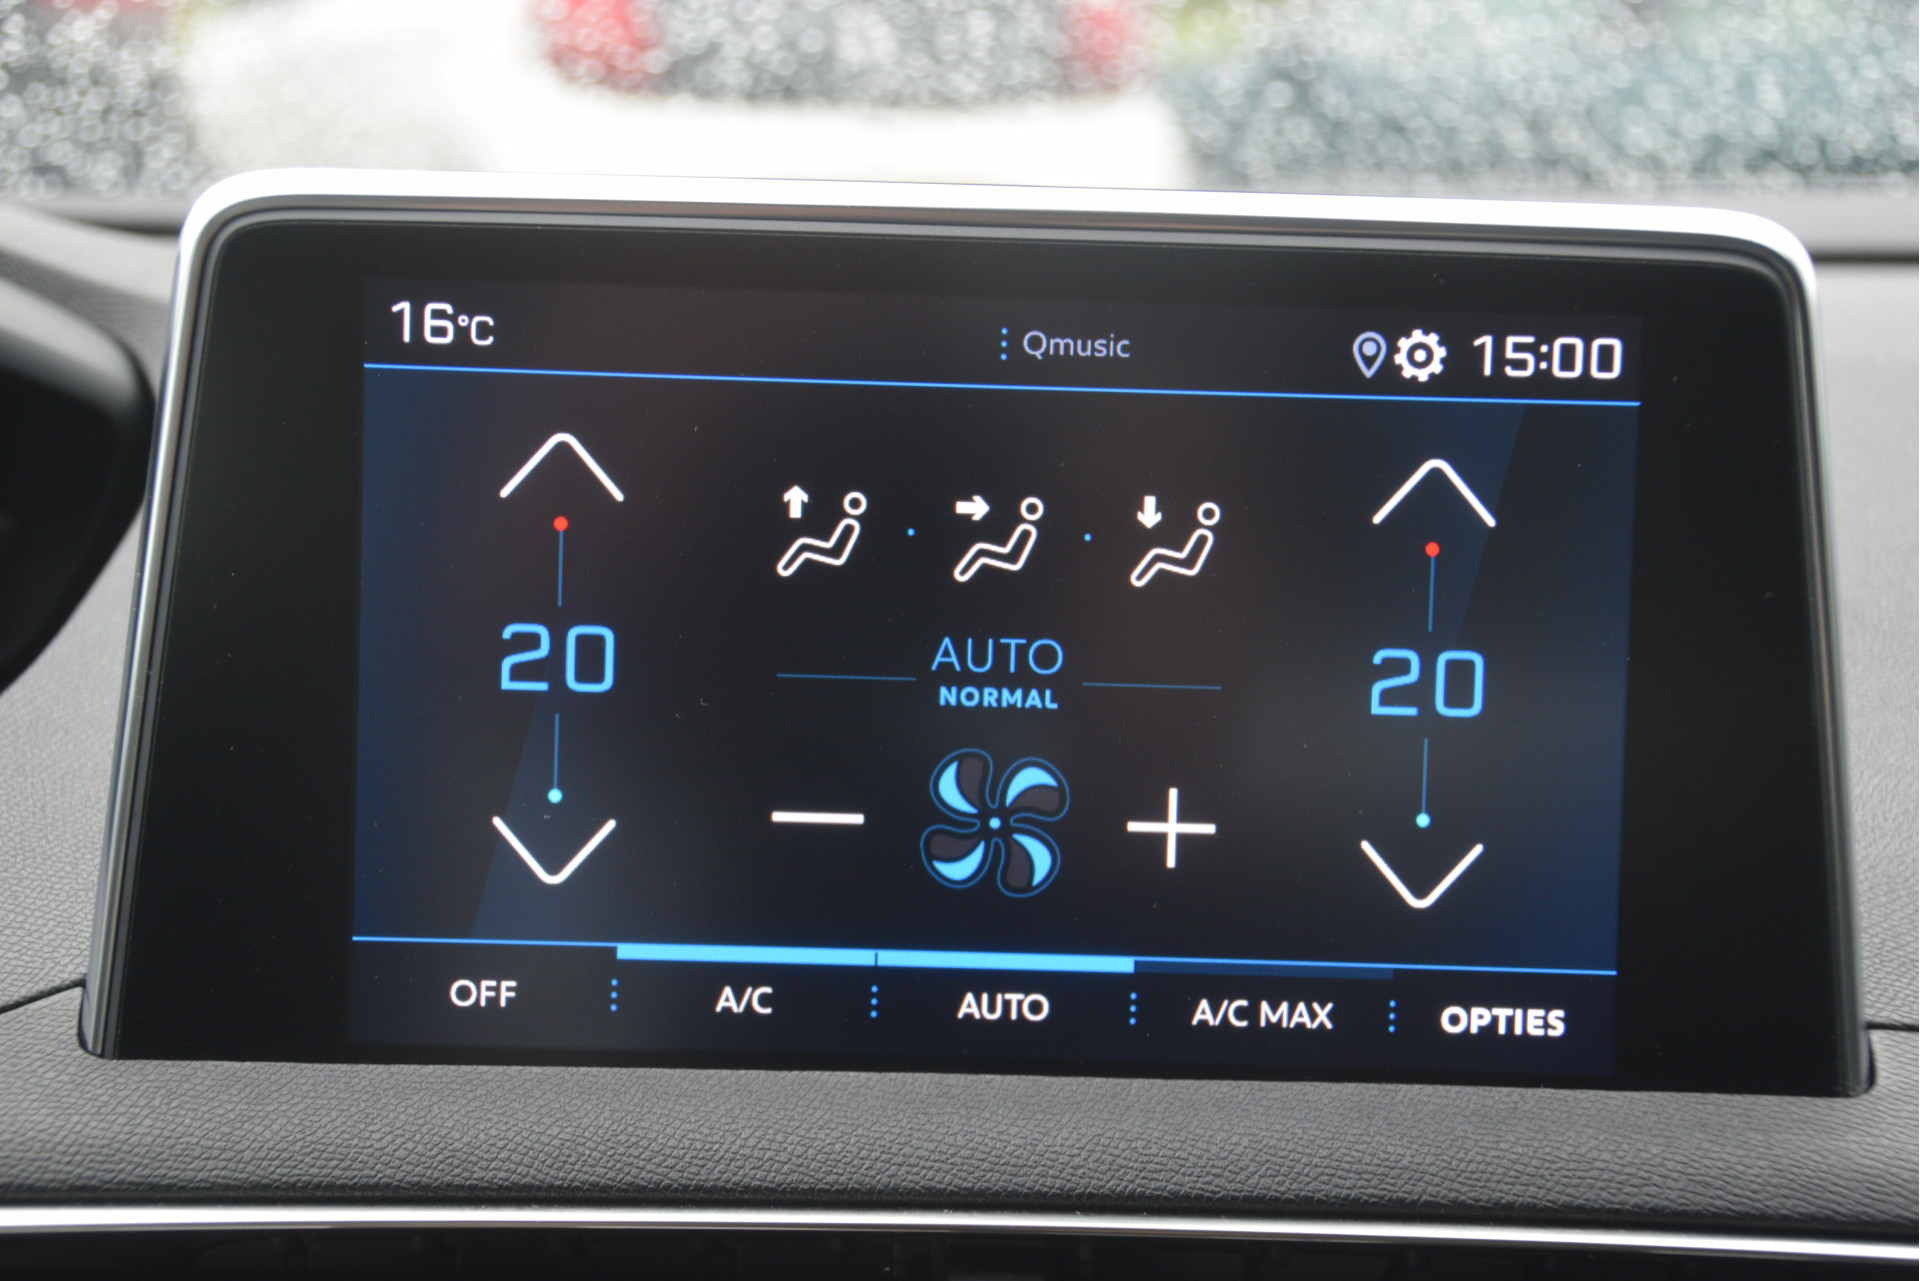 16°C
Qmusic
15:00
20
AUTO
NORMAL
20
OFF
A/C
AUTO
A/C MAX
OPTIES